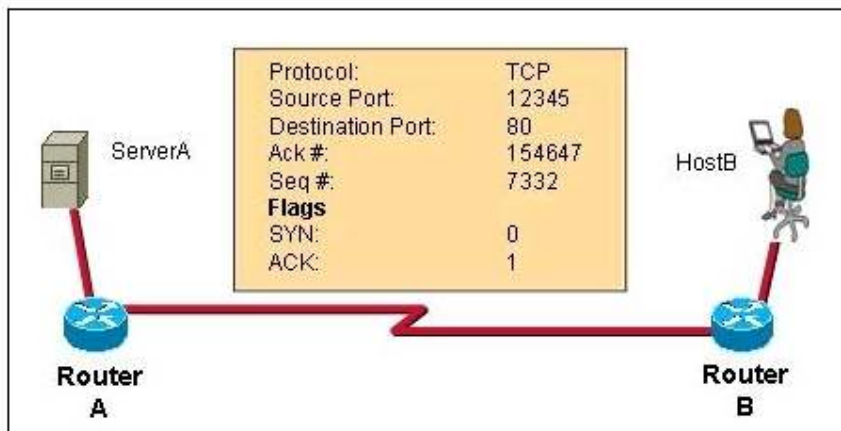 Protocol: TCP
Source Port: 12345
Destination Port: 80
Ack #: 154647
Seq #: 7332
Flags
SYN: 0
ACK: 1
ServerA
HostB
Router
A
Router
B